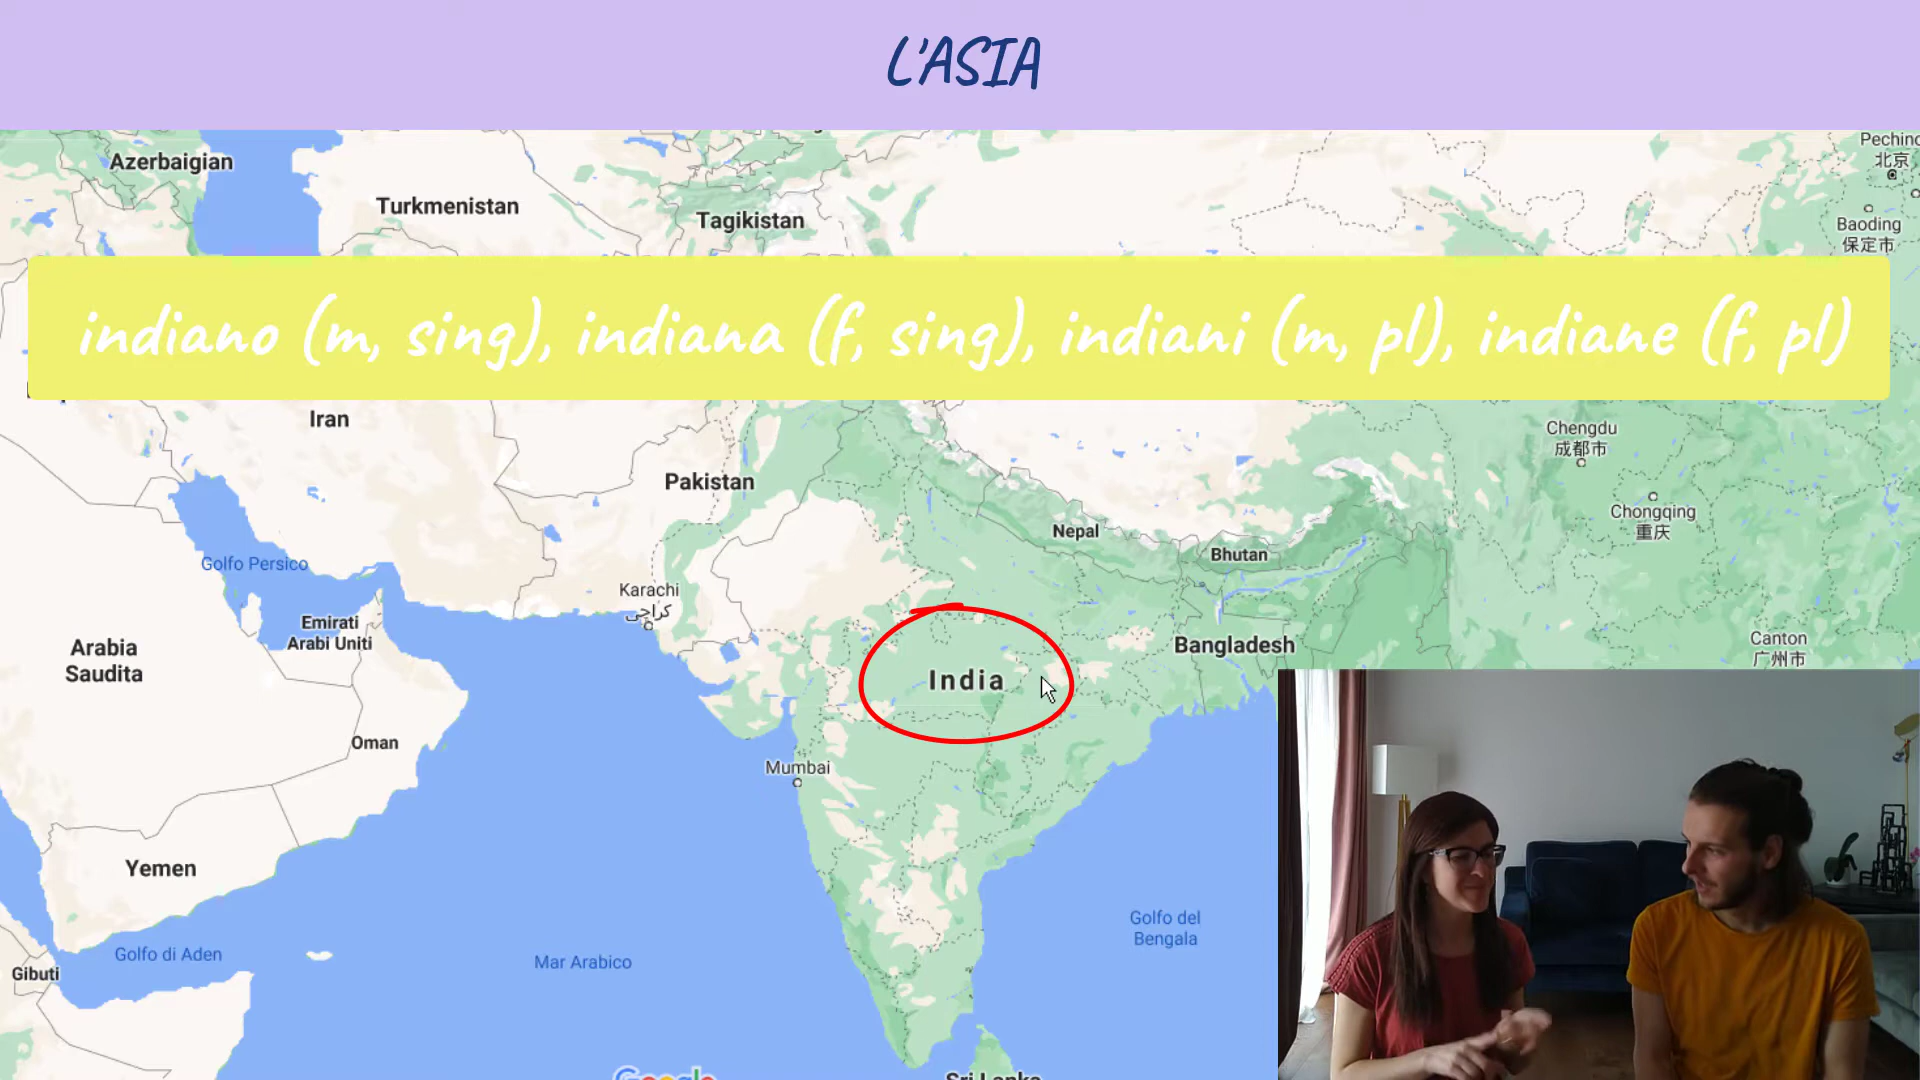 L'ASIA
Pechino
北京
Azerbaigian
Turkmenistan
Tagikistan
Baoding
保定市
indiano (m, sing), indiana (f, sing), indiani (m, pl), indiane (f, pl)
Iran
Chengdu
成都市
Pakistan
Chongqing
重庆
Nepal
Bhutan
Golfo Persico
Karachi
کراچی
Emirati
Arabi Uniti
Arabia
Saudita
Bangladesh
Canton
广州市
India
Oman
Mumbai
Yemen
Golfo del
Bengala
Golfo di Aden
Mar Arabico
Gibuti
Google
Sri Lanka